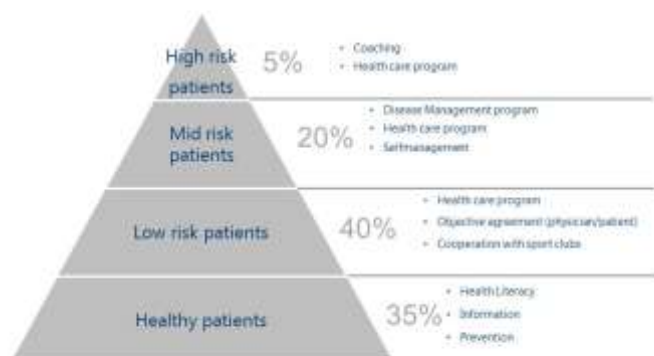 High risk
patients
5%
• Coaching
• Health care program
Mid risk
patients
20%
• Disease Management program
• Health care program
• Selfmanagement
Low risk patients
40%
• Health care program
• Objective agreement (physician/patient)
• Cooperation with sport clubs
Healthy patients
35%
• Health Literacy
• Information
• Prevention